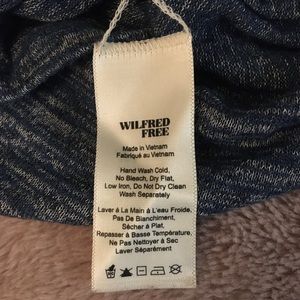 WILFRED
FREE
Made in Vietnam
Fabriqué au Vietnam
Hand Wash Cold,
No Bleach, Dry Flat,
Low Iron, Do Not Dry Clean
Wash Separately
Laver à La Main à L'eau Froide,
Pas De Blanchiment,
Sécher À Plat,
Repasser à Basse Température,
Ne Pas Nettoyer à Sec
Laver Séparément